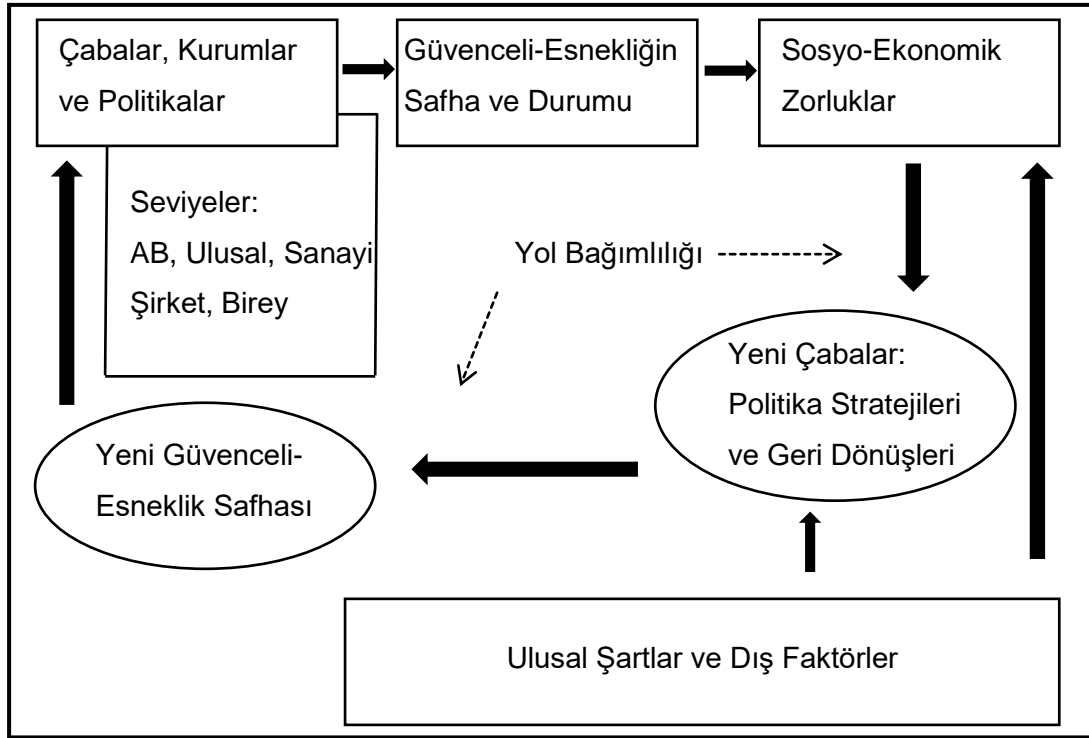 Çabalar, Kurumlar
ve Politikalar
Güvenceli-Esnekliğin
Safha ve Durumu
Sosyo-Ekonomik
Zorluklar
Seviyeler:
AB, Ulusal, Sanayi
Şirket, Birey
Yol Bağımlılığı
Yeni Çabalar:
Politika Stratejileri
ve Geri Dönüşleri
Yeni Güvenceli-
Esneklik Safhası
Ulusal Şartlar ve Dış Faktörler